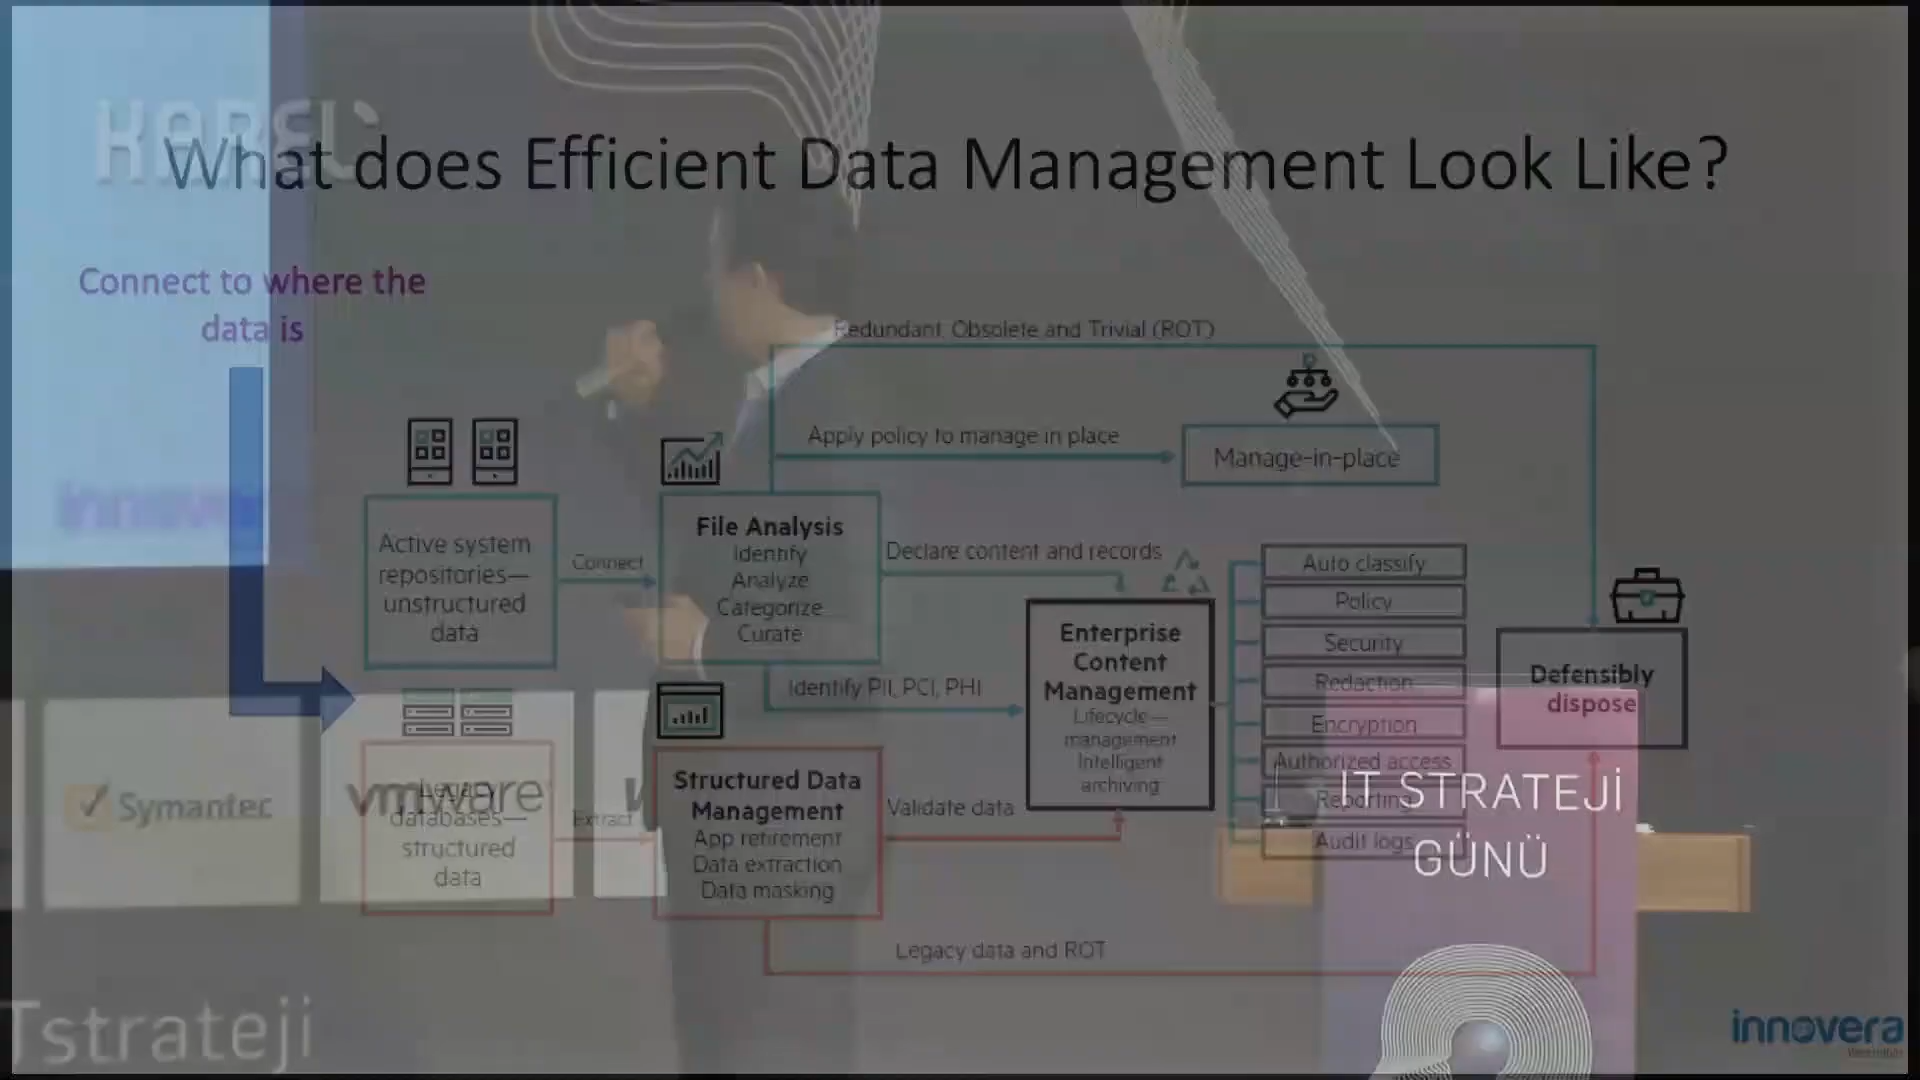 KAREL
What does Efficient Data Management Look Like?
Connect to where the
data is
Redundant, Obsolete and Trivial (ROT)
Apply policy to manage in place
Manage-in-place
innovera
Active system
repositories—
unstructured
data
Connect
File Analysis
Identify
Analyze
Categorize
Curate
Declare content and records
Identify PII, PCI, PHI
Enterprise
Content
Management
Lifecycle—
management
Intelligent
archiving
Auto classify
Policy
Security
Redaction
Encryption
Authorized access
Reporting
Audit logs
Defensibly
dispose
Symantec
vmware
Legacy
databases—
structured
data
Extract
Structured Data
Management
App retirement
Data extraction
Data masking
Validate data
Legacy data and ROT
IT STRATEJİ
GÜNÜ
Tstrateji
innovera